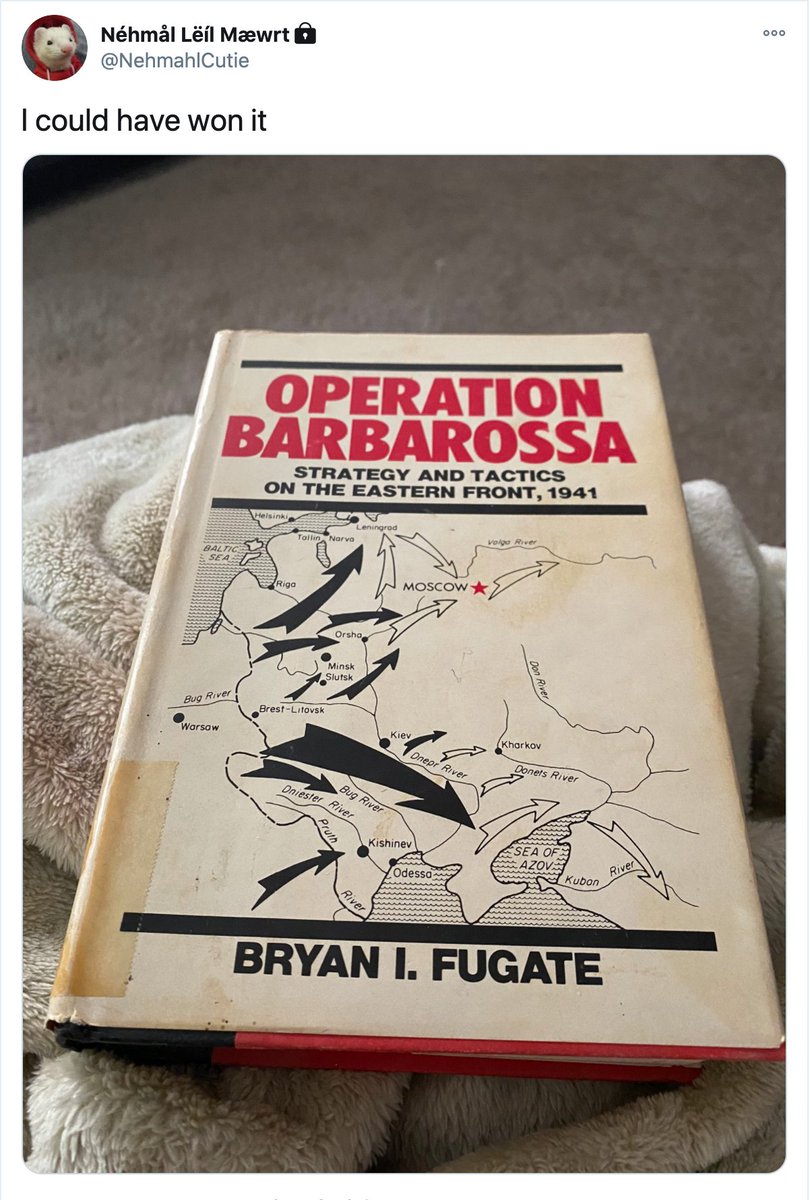 Néhmål Lëíl Mæwrt
@NehmahlCutie
I could have won it
OPERATION
BARBAROSSA
STRATEGY AND TACTICS
ON THE EASTERN FRONT, 1941
Helsinki
Leningrad
Tallin
Narva
Volga River
BALTIC
SEA
Riga
MOSCOW
Orsha
Minsk
Slutsk
Don River
Bug River
Brest-Litovsk
Warsaw
Kiev
Kharkov
Dnepr River
Donets River
Bug River
Dniester River
Pruth
River
Kishinev
Odessa
SEA OF
AZOV
Kuban River
BRYAN I. FUGATE